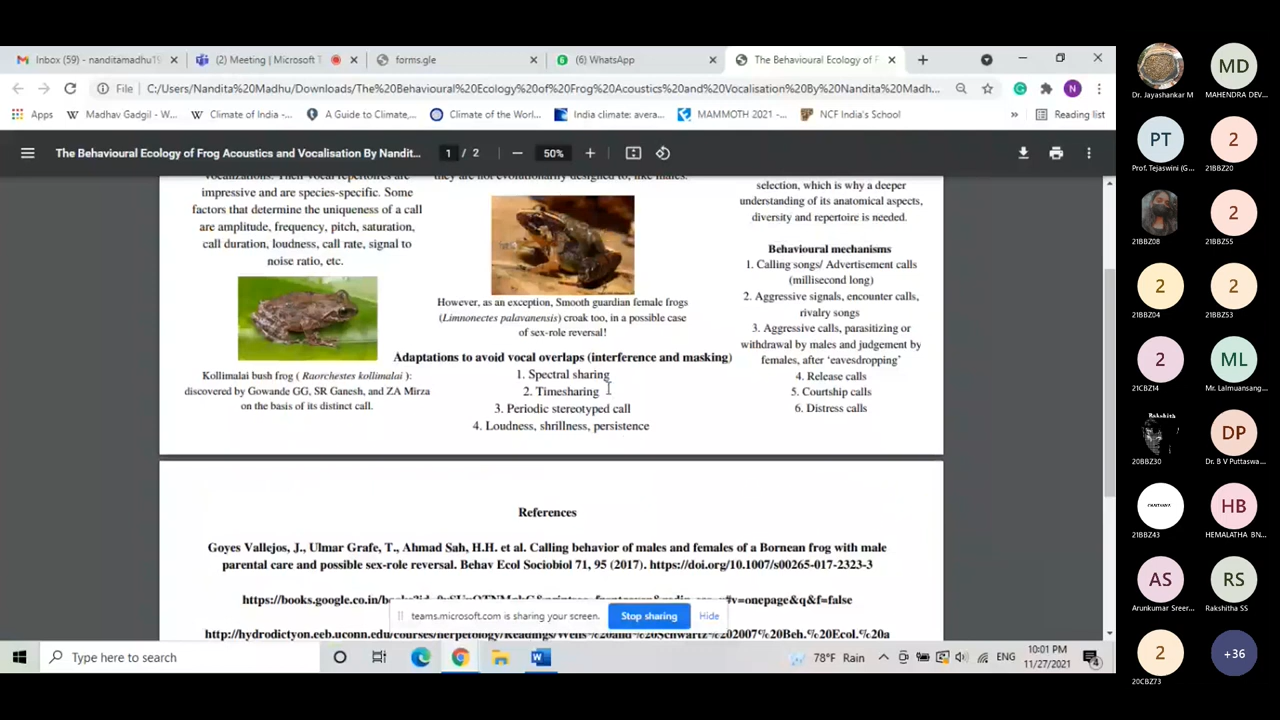 Inbox (59) - nanditamadhu19
(2) Meeting | Microsoft T
forms.gle
(6) WhatsApp
The Behavioural Ecology of F
File
C:/Users/Nandita%20Madhu/Downloads/The%20Behavioural%20Ecology%20of%20Frog%20Acoustics%20and%20Vocalisation%20By%20Nandita%20Madh...
Apps
Madhav Gadgil - W...
Climate of India -...
A Guide to Climate,...
Climate of the Worl...
India climate: avera...
MAMMOTH 2021 -...
NCF India's School
Reading list
The Behavioural Ecology of Frog Acoustics and Vocalisation By Nandit...
1 / 2
50%
vocalizations. Their vocal repertoires are
impressive and are species-specific. Some
factors that determine the uniqueness of a call
are amplitude, frequency, pitch, saturation,
call duration, loudness, call rate, signal to
noise ratio, etc.
Kollimalai bush frog ( Raorchestes kollimalai ):
discovered by Gowande GG, SR Ganesh, and ZA Mirza
on the basis of its distinct call.
they are not evolutionarily designed to, like males.
However, as an exception, Smooth guardian female frogs
(Limnonectes palavanensis) croak too, in a possible case
of sex-role reversal!
Adaptations to avoid vocal overlaps (interference and masking)
1. Spectral sharing
2. Timesharing
3. Periodic stereotyped call
4. Loudness, shrillness, persistence
selection, which is why a deeper
understanding of its anatomical aspects,
diversity and repertoire is needed.
Behavioural mechanisms
1. Calling songs/ Advertisement calls
(millisecond long)
2. Aggressive signals, encounter calls,
rivalry songs
3. Aggressive calls, parasitizing or
withdrawal by males and judgement by
females, after ‘eavesdropping’
4. Release calls
5. Courtship calls
6. Distress calls
References
Goyes Vallejos, J., Ulmar Grafe, T., Ahmad Sah, H.H. et al. Calling behavior of males and females of a Bornean frog with male
parental care and possible sex-role reversal. Behav Ecol Sociobiol 71, 95 (2017). https://doi.org/10.1007/s00265-017-2323-3
teams.microsoft.com is sharing your screen.
Stop sharing
Hide
Type here to search
78°F Rain
ENG
10:01 PM
11/27/2021
4
Dr. Jayashankar M
MD
MAHENDRA DEV...
PT
Prof. Tejaswini (G...
2
21BBZ20
21BBZ08
2
21BBZ55
2
21BBZ04
2
21BBZ53
2
21CBZ14
ML
Mr. Lalmuansang...
Rakshita
20BBZ30
DP
Dr. B V Puttaswa...
21BBZ43
HB
HEMALATHA BN...
AS
Arunkumar Sreer...
RS
Rakshitha SS
2
20CBZ73
+36